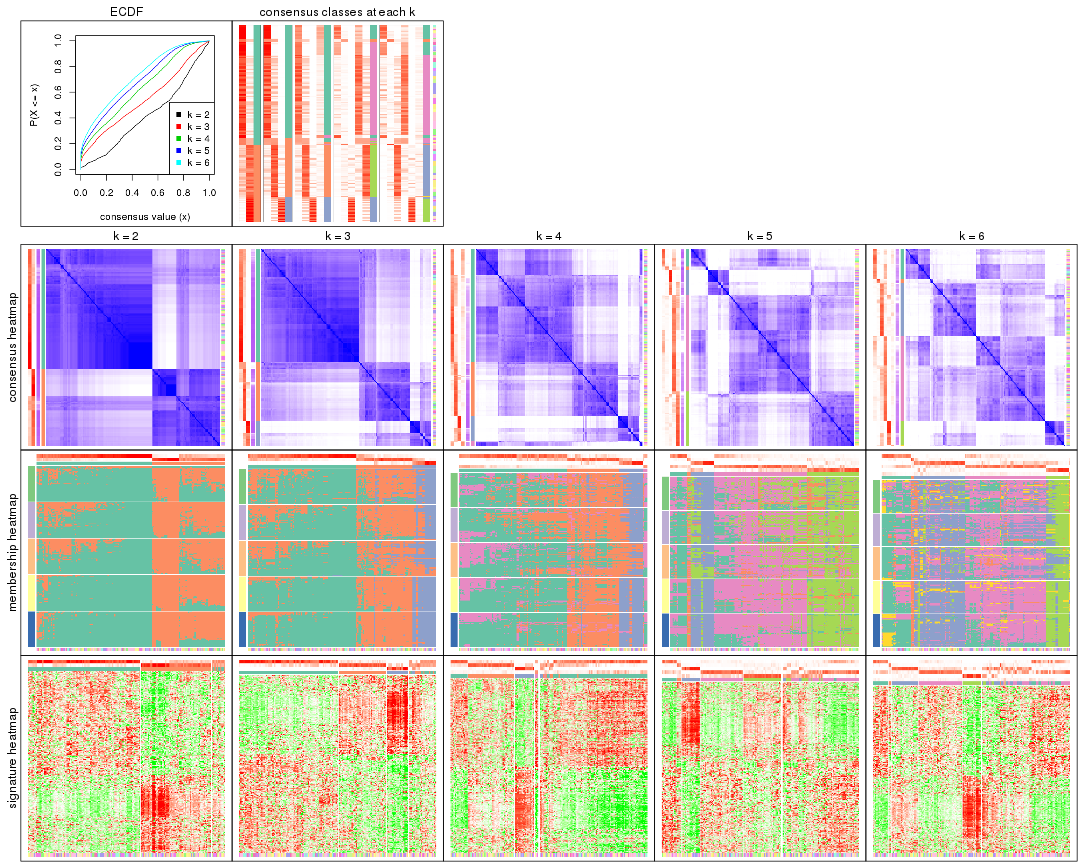 ECDF
consensus classes at each k
P(X <= x)
0.0 0.2 0.4 0.6 0.8 1.0
k = 2
k = 3
k = 4
k = 5
k = 6
0.0 0.2 0.4 0.6 0.8 1.0
consensus value (x)
k = 2
k = 3
k = 4
k = 5
k = 6
consensus heatmap
membership heatmap
signature heatmap